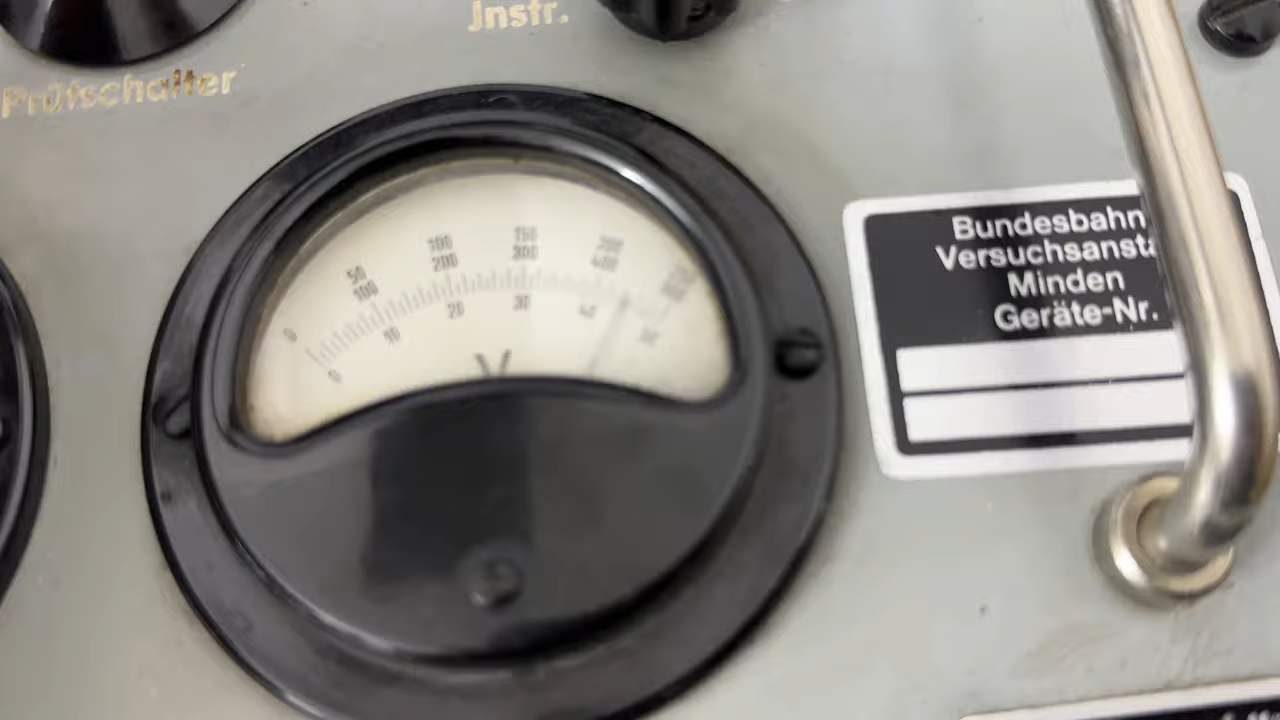 Jnstr.
Prüfschalter
50 100 150 200
100 200 300 400
0
0 10 20 30
V
Bundesbahn
Minden
Geräte-Nr.